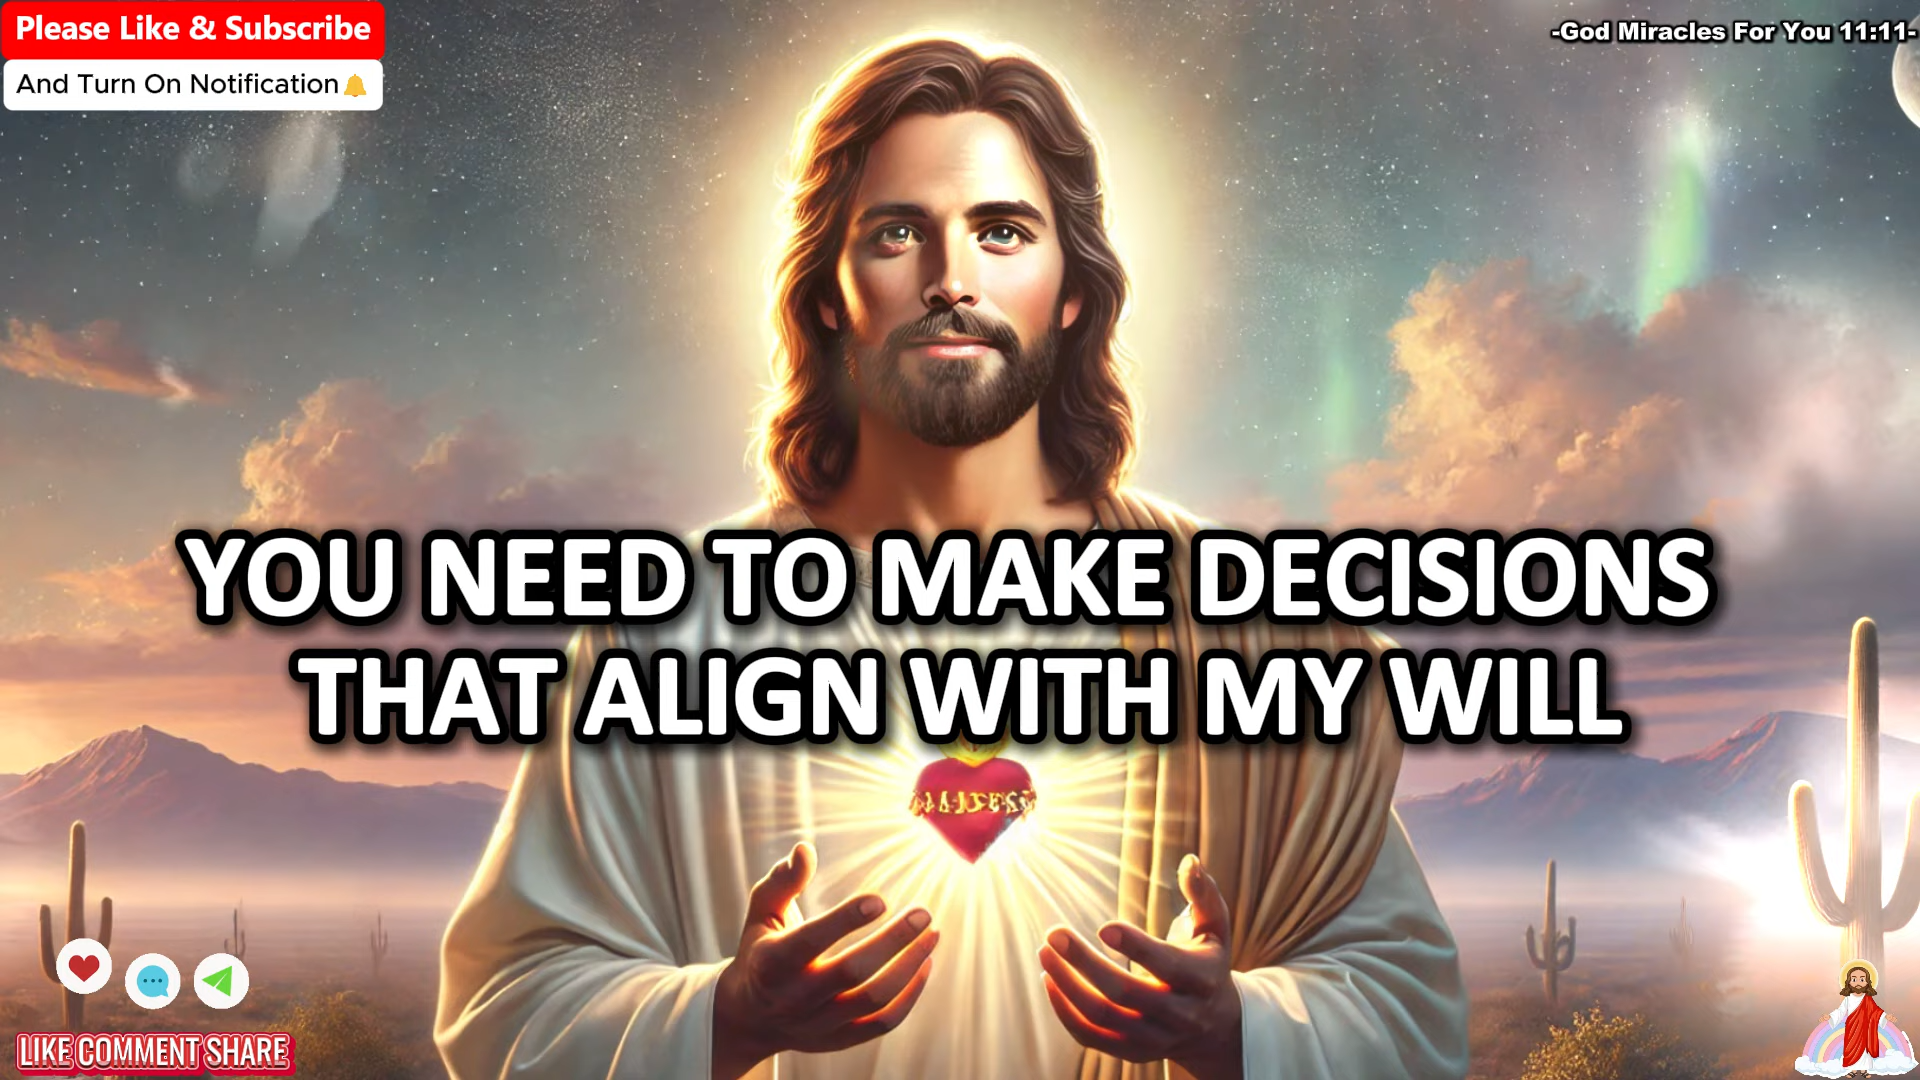 Please Like & Subscribe
And Turn On Notification
-God Miracles For You 11:11-
YOU NEED TO MAKE DECISIONS
THAT ALIGN WITH MY WILL
LIKE COMMENT SHARE